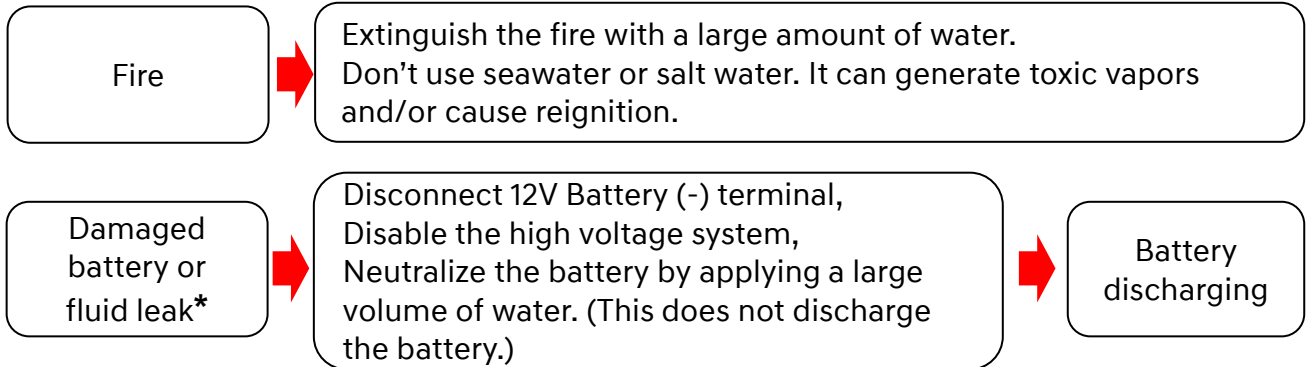 Fire
Extinguish the fire with a large amount of water.
Don’t use seawater or salt water. It can generate toxic vapors
and/or cause reignition.
Damaged
battery or
fluid leak*
Disconnect 12V Battery (-) terminal,
Disable the high voltage system,
Neutralize the battery by applying a large
volume of water. (This does not discharge
the battery.)
Battery
discharging